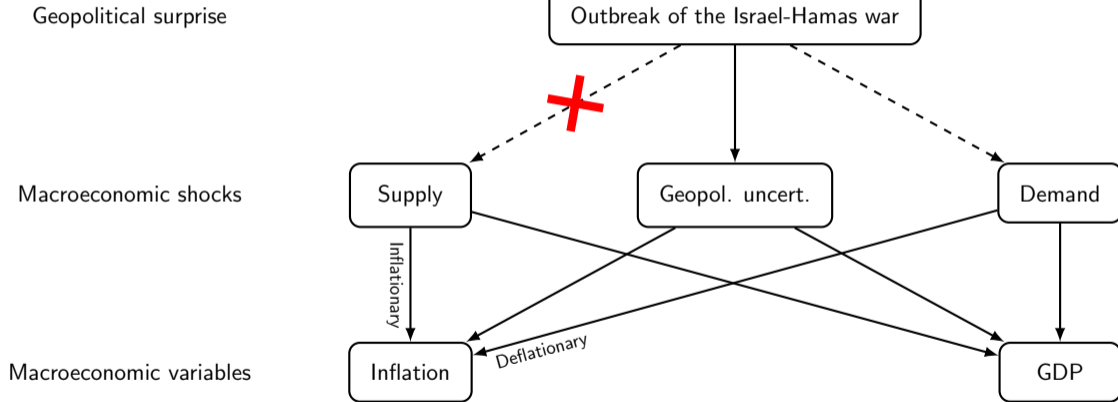 Geopolitical surprise
Outbreak of the Israel-Hamas war
Macroeconomic shocks
Supply
Geopol. uncert.
Demand
Inflationary
Deflationary
Macroeconomic variables
Inflation
GDP